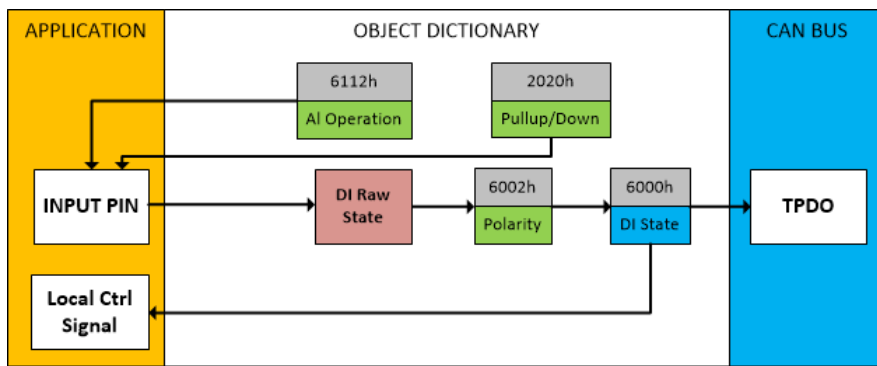 APPLICATION
OBJECT DICTIONARY
CAN BUS
6112h
AI Operation
2020h
Pullup/Down
INPUT PIN
DI Raw
State
6002h
Polarity
6000h
DI State
TPDO
Local Ctrl
Signal